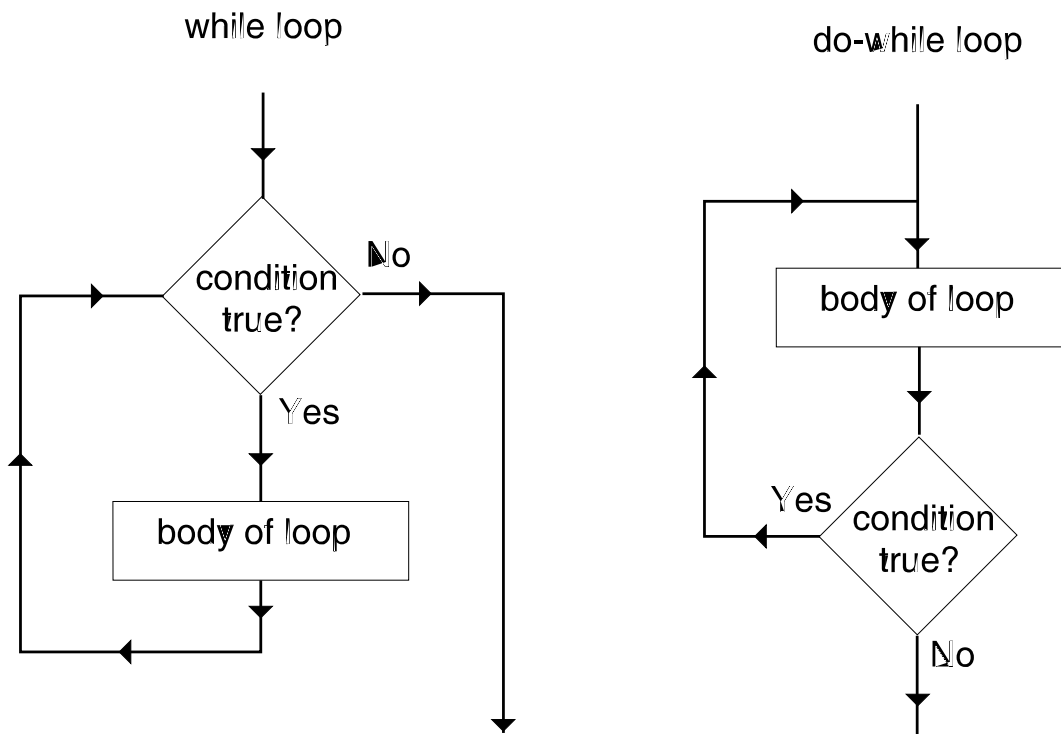 while loop
No
condition
true?
Yes
body of loop
do-while loop
body of loop
Yes
condition
true?
No